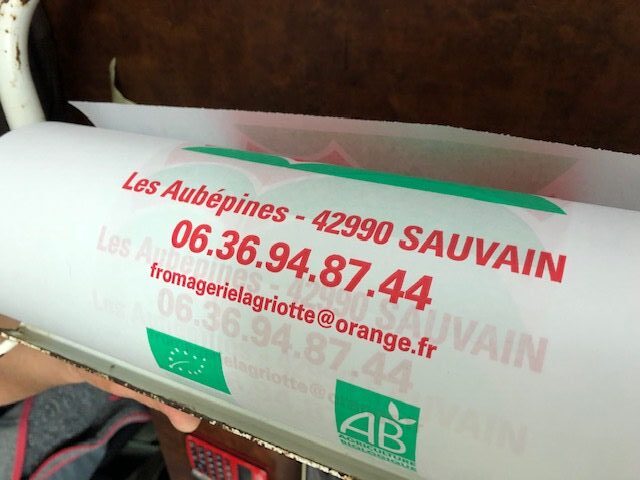 Les Aubépines - 42990 SAUVAIN
06.36.94.87.44
fromagerielagriotte@orange.fr
AB
AGRICULTURE
BIOLOGIQUE